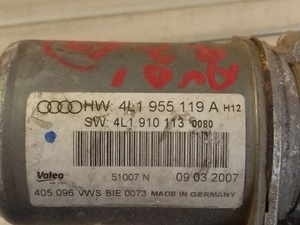 HW: 4L1 955 119 A H12
SW: 4L1 910 113 0080
Valeo 51007 N 09 03 2007
405.096 VWS BIE 0073 MADE IN GERMANY